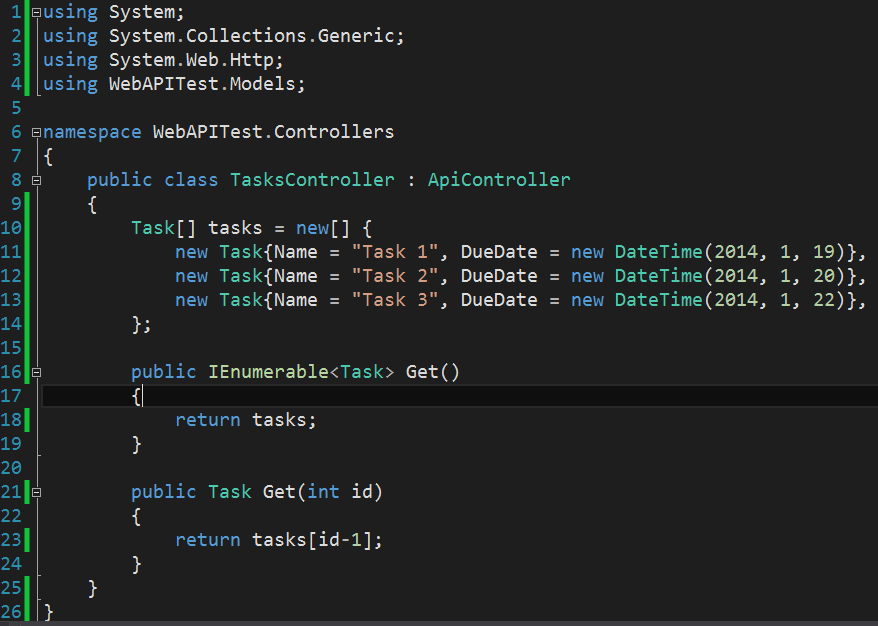 1 using System;
2 using System.Collections.Generic;
3 using System.Web.Http;
4 using WebAPITest.Models;
5
6 namespace WebAPITest.Controllers
7 {
8     public class TasksController : ApiController
9     {
10         Task[] tasks = new[] {
11             new Task{Name = "Task 1", DueDate = new DateTime(2014, 1, 19)},
12             new Task{Name = "Task 2", DueDate = new DateTime(2014, 1, 20)},
13             new Task{Name = "Task 3", DueDate = new DateTime(2014, 1, 22)},
14         };
15
16         public IEnumerable<Task> Get()
17         {
18             return tasks;
19         }
20
21         public Task Get(int id)
22         {
23             return tasks[id-1];
24         }
25     }
26 }